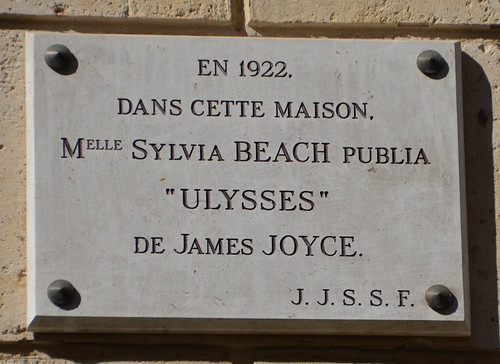 EN 1922,
DANS CETTE MAISON,
MELLE SYLVIA BEACH PUBLIA
"ULYSSES"
DE JAMES JOYCE.
J. J. S. S. F.